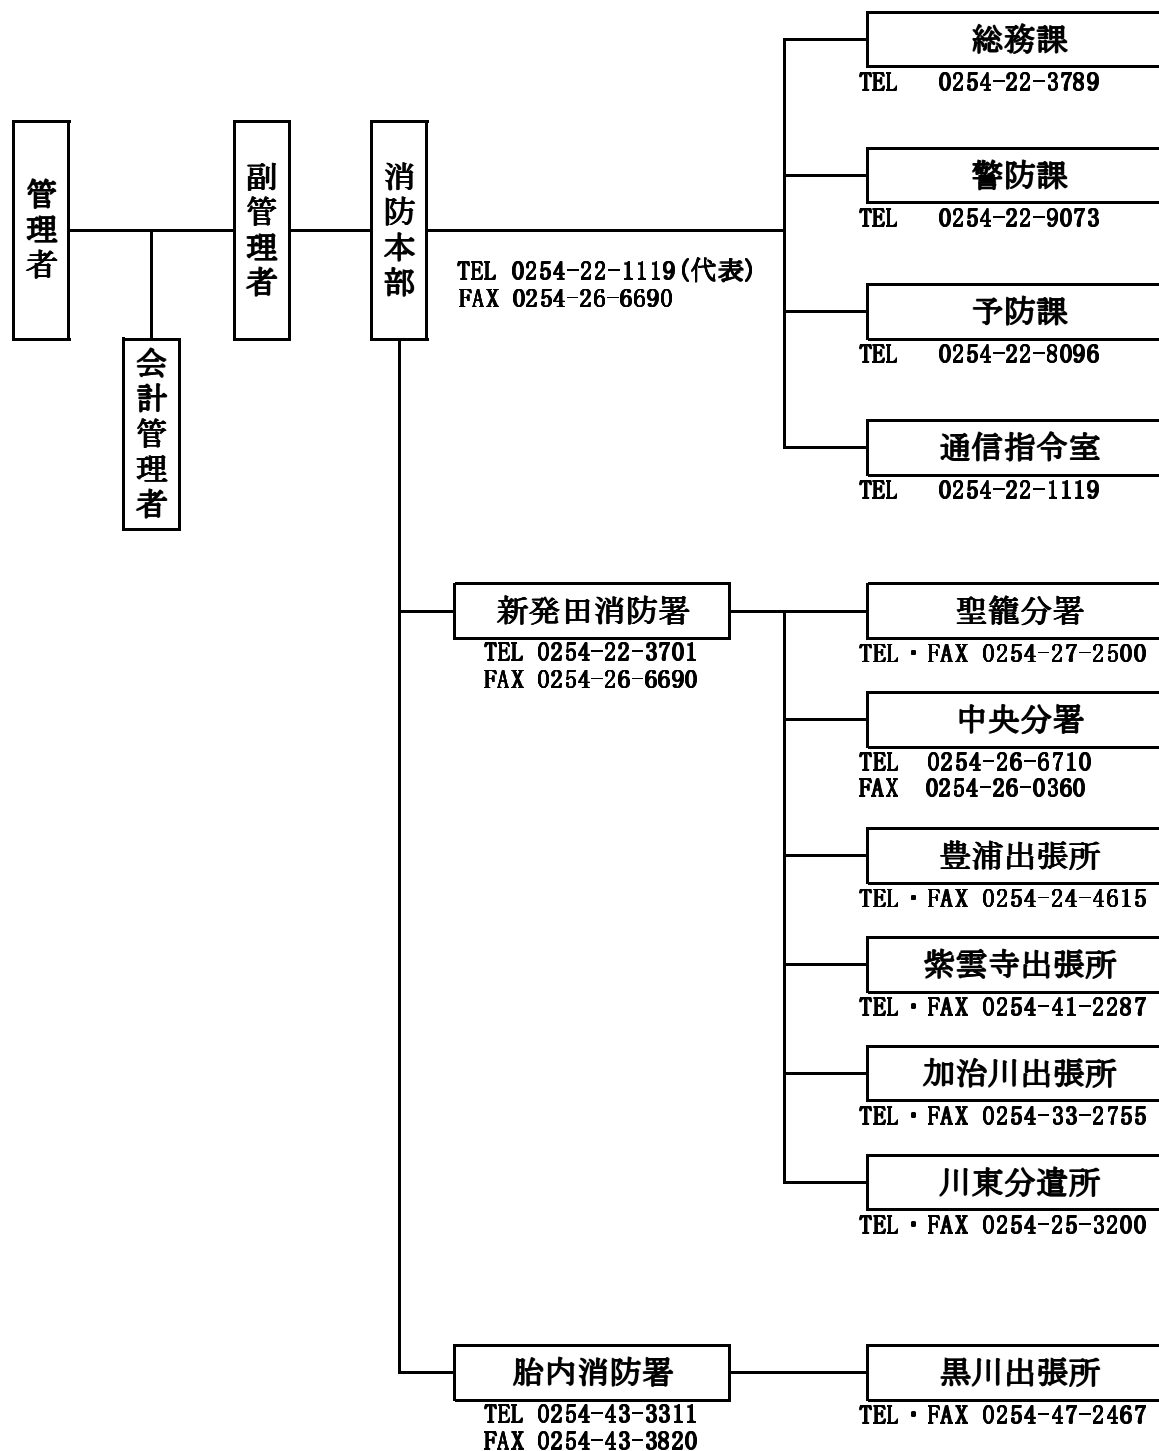 管理者
会計管理者
副管理者
消防本部
TEL 0254-22-1119(代表)
FAX 0254-26-6690
総務課
TEL 0254-22-3789
警防課
TEL 0254-22-9073
予防課
TEL 0254-22-8096
通信指令室
TEL 0254-22-1119
新発田消防署
TEL 0254-22-3701
FAX 0254-26-6690
聖籠分署
TEL・FAX 0254-27-2500
中央分署
TEL 0254-26-6710
FAX 0254-26-0360
豊浦出張所
TEL・FAX 0254-24-4615
紫雲寺出張所
TEL・FAX 0254-41-2287
加治川出張所
TEL・FAX 0254-33-2755
川東分遣所
TEL・FAX 0254-25-3200
胎内消防署
TEL 0254-43-3311
FAX 0254-43-3820
黒川出張所
TEL・FAX 0254-47-2467